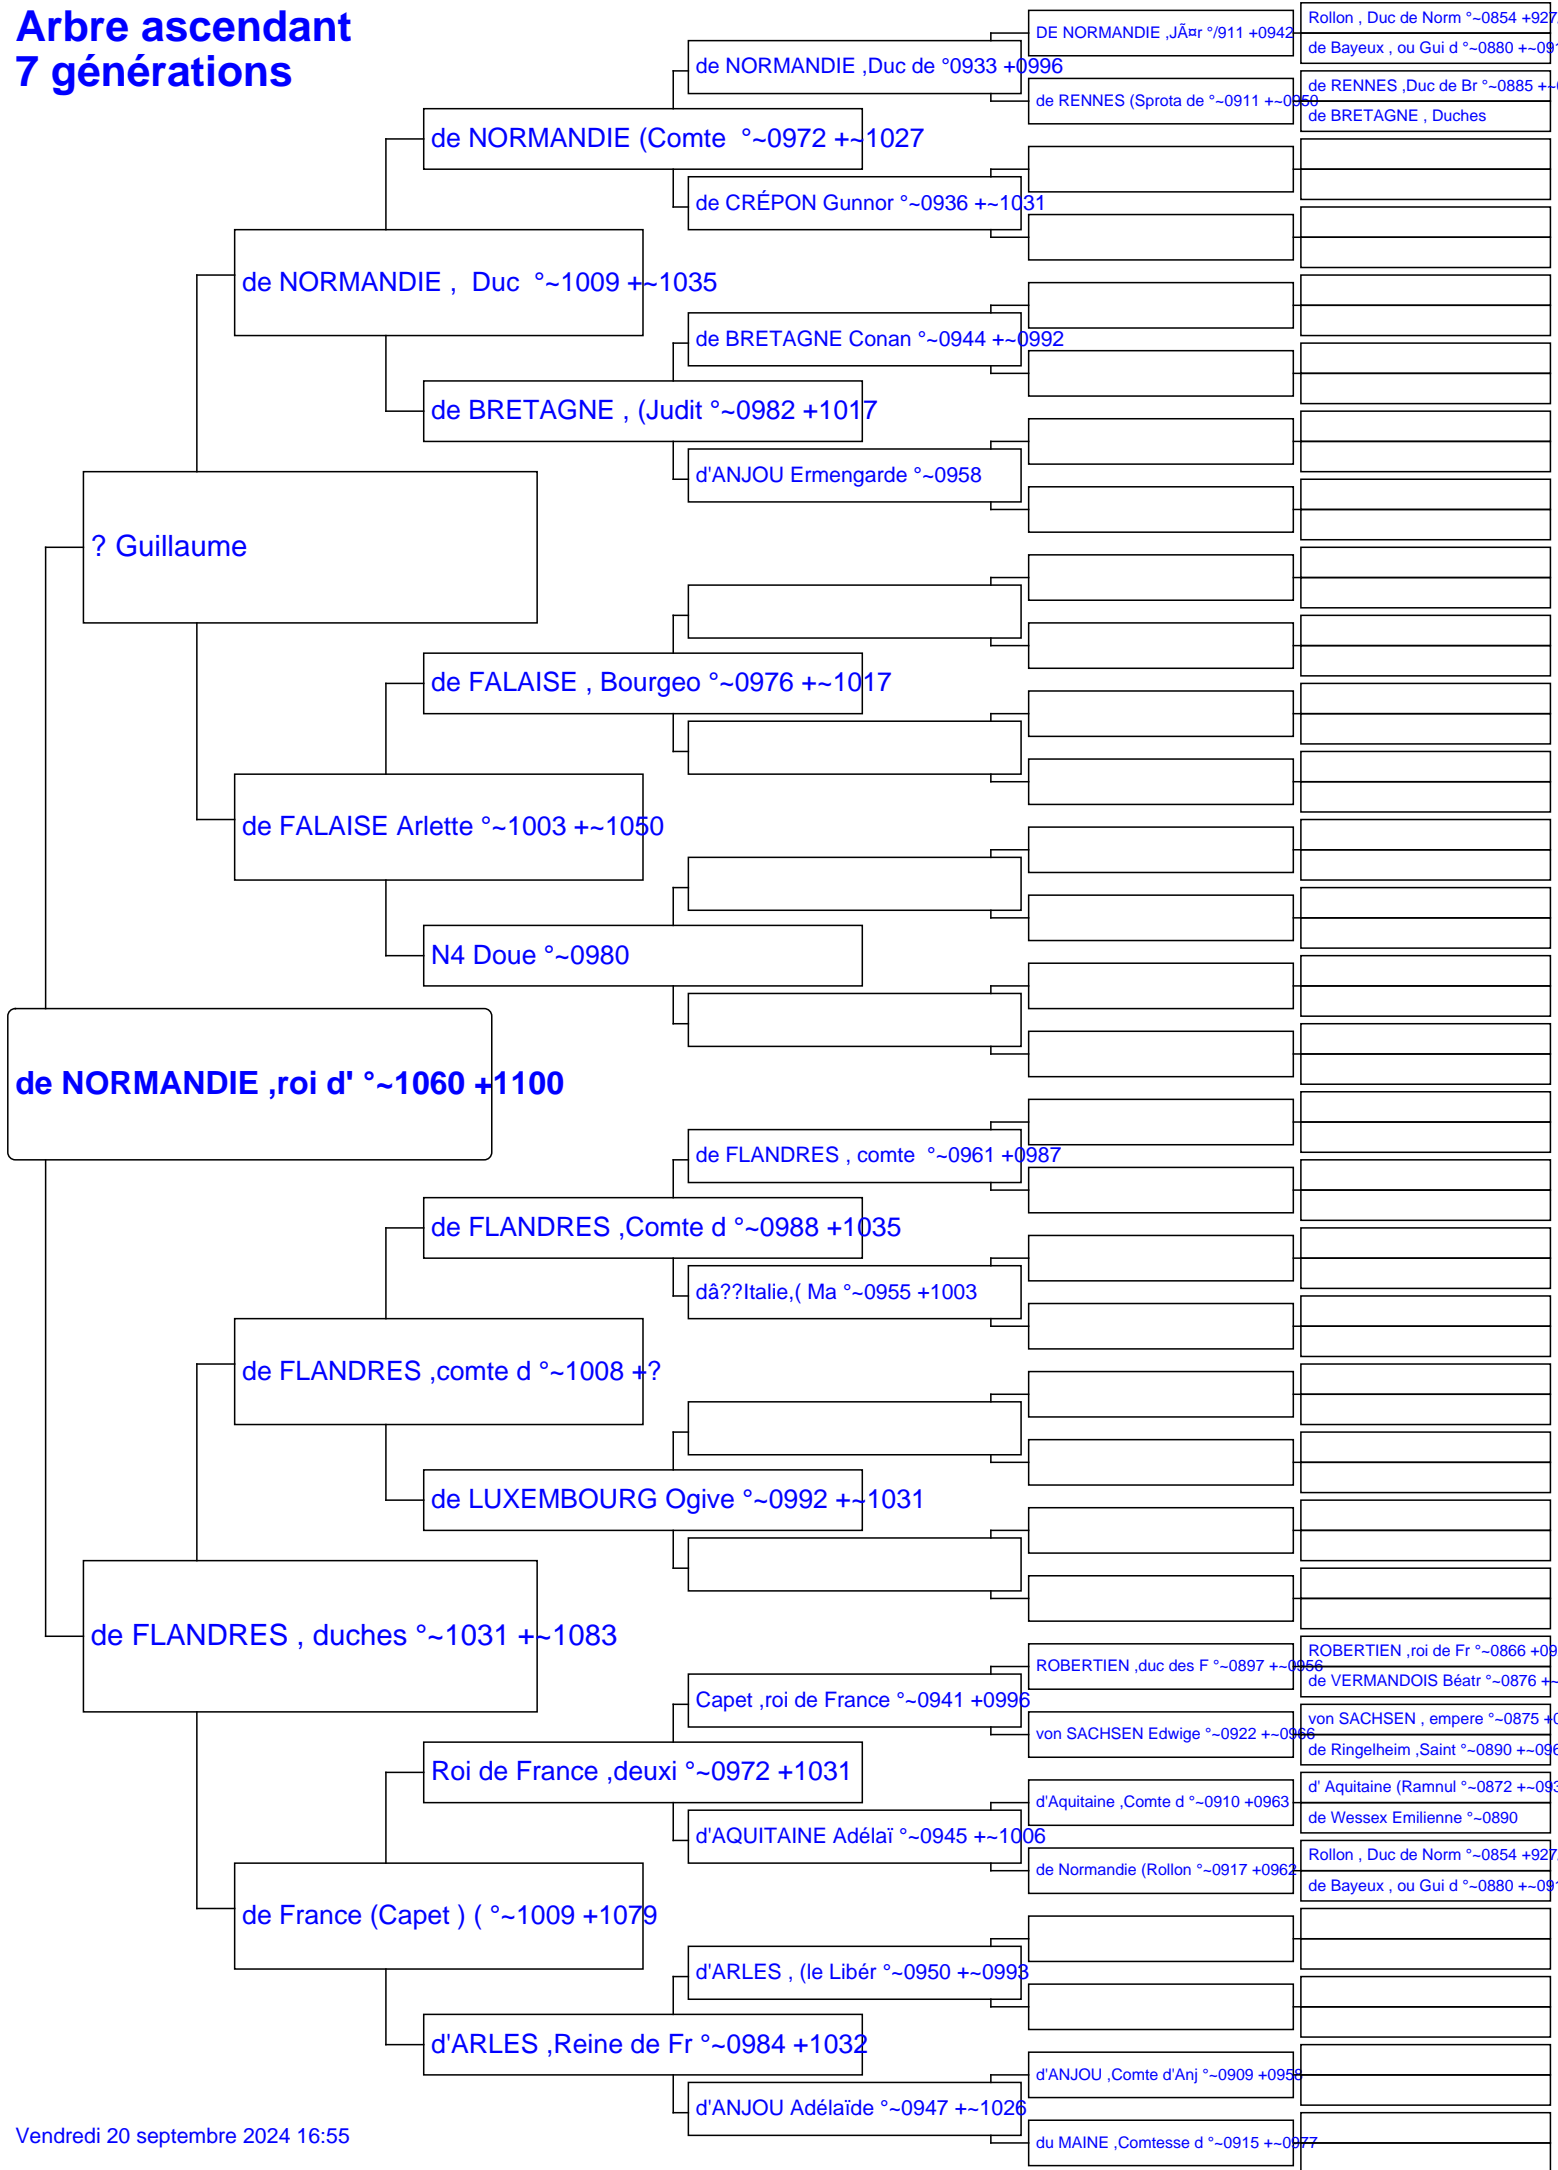 Arbre ascendant
7 générations
DE NORMANDIE ,JÃ¤r °/911 +0942
Rollon , Duc de Norm °~0854 +927
de Bayeux , ou Gui d °~0880 +~091
de NORMANDIE ,Duc de °0933 +0996
de RENNES (Sprota de °~0911 +~0950
de RENNES ,Duc de Br °~0885 +~0
de BRETAGNE , Duches
de NORMANDIE (Comte °~0972 +~1027
de CRÉPON Gunnor °~0936 +~1031
de NORMANDIE , Duc °~1009 +~1035
de BRETAGNE Conan °~0944 +~0992
de BRETAGNE , (Judit °~0982 +1017
d'ANJOU Ermengarde °~0958
? Guillaume
de FALAISE , Bourgeo °~0976 +~1017
de FALAISE Arlette °~1003 +~1050
N4 Doue °~0980
de NORMANDIE ,roi d' °~1060 +1100
de FLANDRES , comte °~0961 +0987
de FLANDRES ,Comte d °~0988 +1035
dâ??Italie,( Ma °~0955 +1003
de FLANDRES ,comte d °~1008 +?
de LUXEMBOURG Ogive °~0992 +~1031
de FLANDRES , duches °~1031 +~1083
ROBERTIEN ,duc des F °~0897 +~0956
ROBERTIEN ,roi de Fr °~0866 +09
de VERMANDOIS Béatr °~0876 +~
Capet ,roi de France °~0941 +0996
von SACHSEN Edwige °~0922 +~0966
von SACHSEN , empere °~0875 +0
de Ringelheim ,Saint °~0890 +~096
Roi de France ,deuxi °~0972 +1031
d'Aquitaine ,Comte d °~0910 +0963
d' Aquitaine (Ramnul °~0872 +~093
de Wessex Emilienne °~0890
d'AQUITAINE Adélaï °~0945 +~1006
de Normandie (Rollon °~0917 +0962
Rollon , Duc de Norm °~0854 +927
de Bayeux , ou Gui d °~0880 +~091
de France (Capet ) ( °~1009 +1079
d'ARLES , (le Libér °~0950 +~0993
d'ARLES ,Reine de Fr °~0984 +1032
d'ANJOU ,Comte d'Anj °~0909 +0958
d'ANJOU Adélaïde °~0947 +~1026
du MAINE ,Comtesse d °~0915 +~0977
Vendredi 20 septembre 2024 16:55